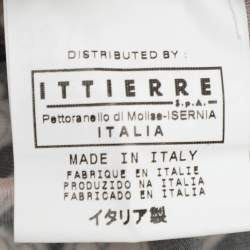 DISTRIBUTED BY :
ITTIERRE
S.p.A.
Pettoranello di Molise-ISERNIA
ITALIA
MADE IN ITALY
FABRIQUE EN ITALIE
PRODUZIDO NA ITALIA
FABRICADO EN ITALIA
イタリア製